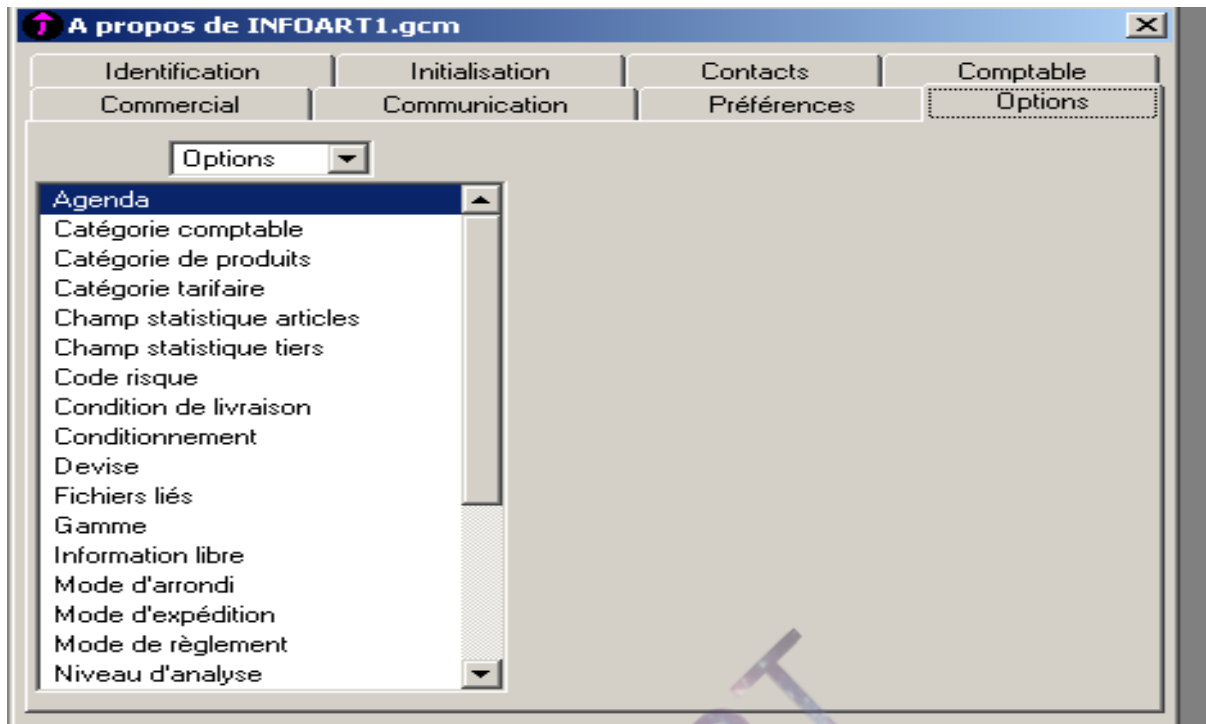 A propos de INFOART1.gcm
Identification Initialisation Contacts Comptable
Commercial Communication Préférences Options
Options
Agenda
Catégorie comptable
Catégorie de produits
Catégorie tarifaire
Champ statistique articles
Champ statistique tiers
Code risque
Condition de livraison
Conditionnement
Devise
Fichiers liés
Gamme
Information libre
Mode d'arrondi
Mode d'expédition
Mode de règlement
Niveau d'analyse